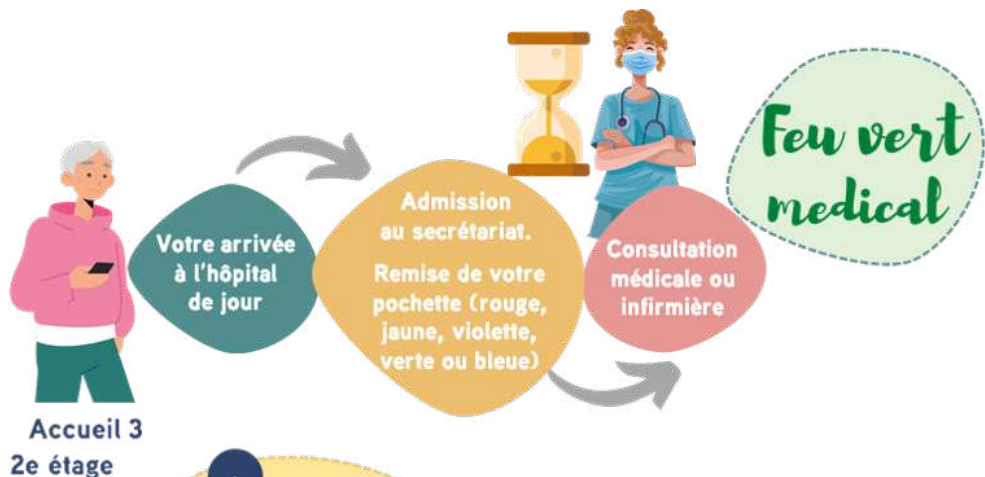 Votre arrivée
à l'hôpital
de jour
Admission
au secrétariat.
Remise de votre
pochette (rouge,
jaune, violette,
verte ou bleue)
Consultation
médicale ou
infirmière
Feu vert
medical
Accueil 3
2e étage